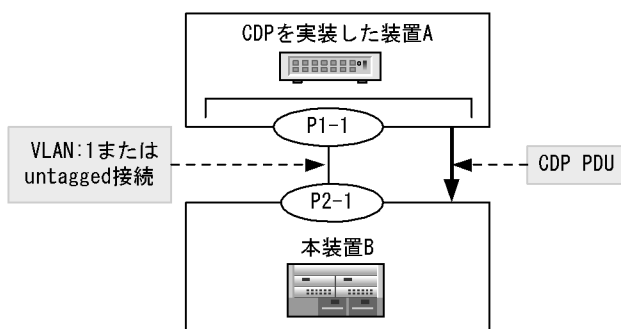 CDPを実装した装置A
P1-1
VLAN:1または
untagged接続
CDP PDU
P2-1
本装置B